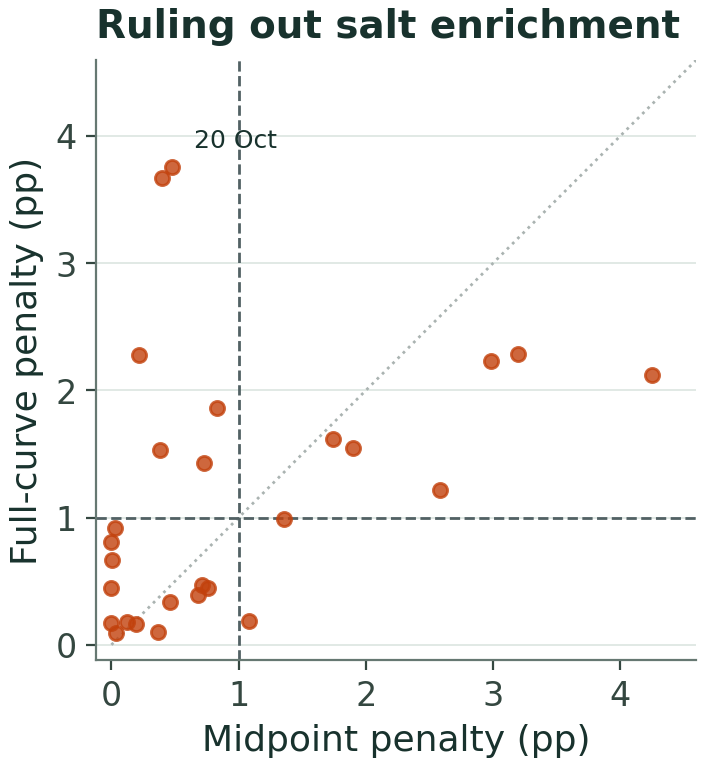 Ruling out salt enrichment
Full-curve penalty (pp)
4
3
2
1
0
20 Oct
0 1 2 3 4
Midpoint penalty (pp)